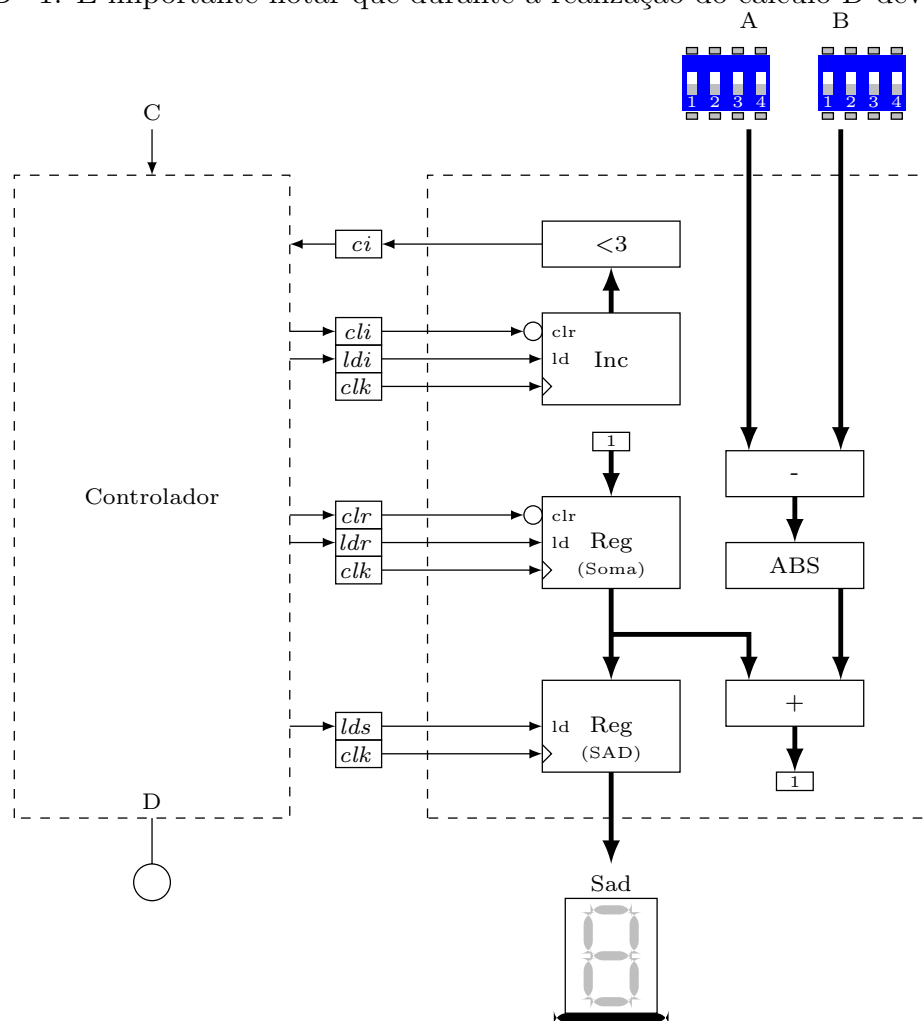 1. É importante notar que durante a realização do cálculo D
A B
1 2 3 4 1 2 3 4
C
ci <3
cli clr
ldi ld Inc
clk
1
-
Controlador
clr clr
ldr ld Reg
clk (Soma)
ABS
+
lds ld Reg
clk (SAD)
1
D
Sad